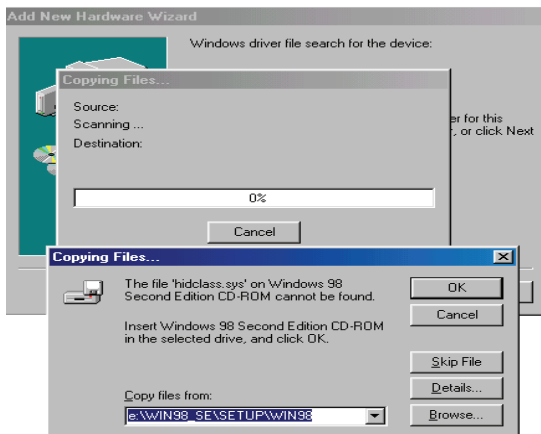 Add New Hardware Wizard
Windows driver file search for the device:
Copying Files...
Source:
Scanning ...
Destination:
er for this
, or click Next
0%
Cancel
Copying Files...
The file 'hidclass.sys' on Windows 98
Second Edition CD-ROM cannot be found.
Insert Windows 98 Second Edition CD-ROM
in the selected drive, and click OK.
OK
Cancel
Skip File
Details...
Browse...
Copy files from:
e:\WIN98_SE\SETUP\WIN98